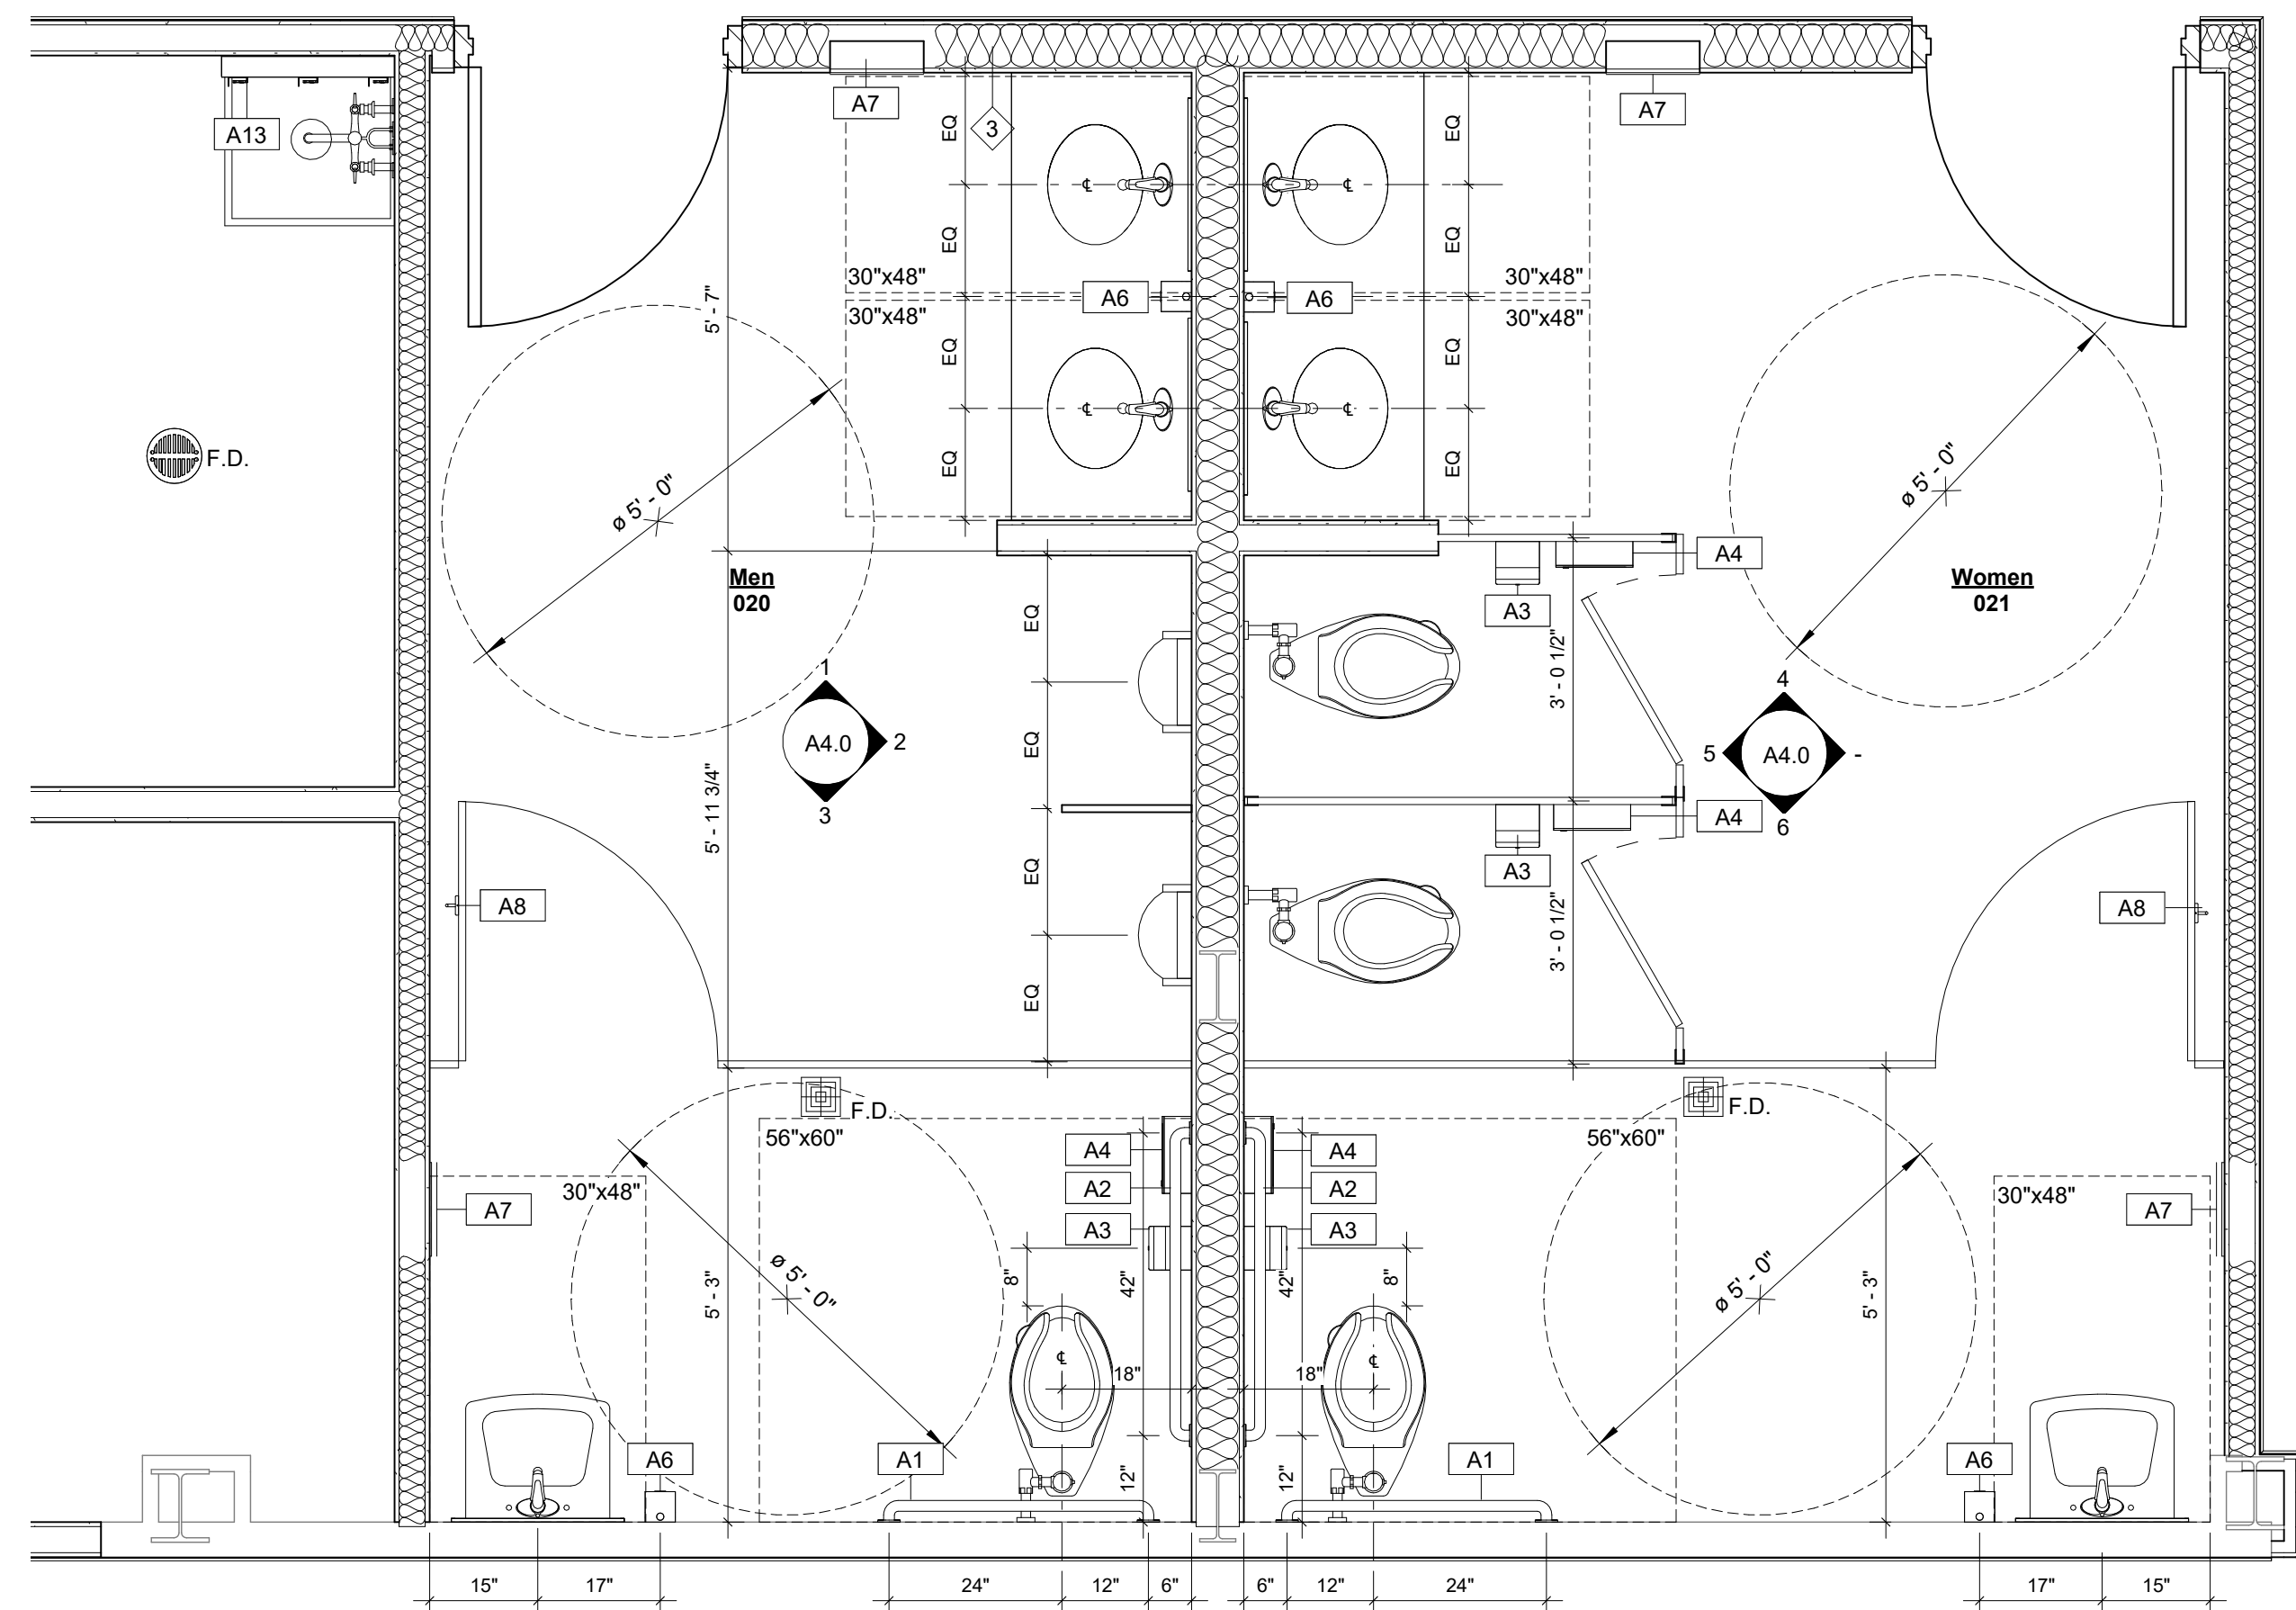 A7
A7
A13
3
EQ
EQ
EQ
EQ
℄
℄
30"x48"
30"x48"
A6
A6
30"x48"
30"x48"
5' - 7"
EQ
EQ
℄
℄
EQ
EQ
F.D.
ø 5' - 0"
ø 5' - 0"
Men
020
A4
A3
Women
021
EQ
3' - 0 1/2"
1
A4.0
2
3
4
5
A4.0
-
6
EQ
5' - 11 3/4"
A4
A3
EQ
3' - 0 1/2"
A8
A8
EQ
F.D.
F.D.
56"x60"
56"x60"
A4
A4
A2
A2
30"x48"
30"x48"
A7
A3
A3
A7
8"
42"
42"
8"
5' - 3"
ø 5' - 0"
ø 5' - 0"
5' - 3"
℄
℄
18"
18"
A6
A1
A1
A6
12"
12"
15"
17"
24"
12"
6"
6"
12"
24"
17"
15"